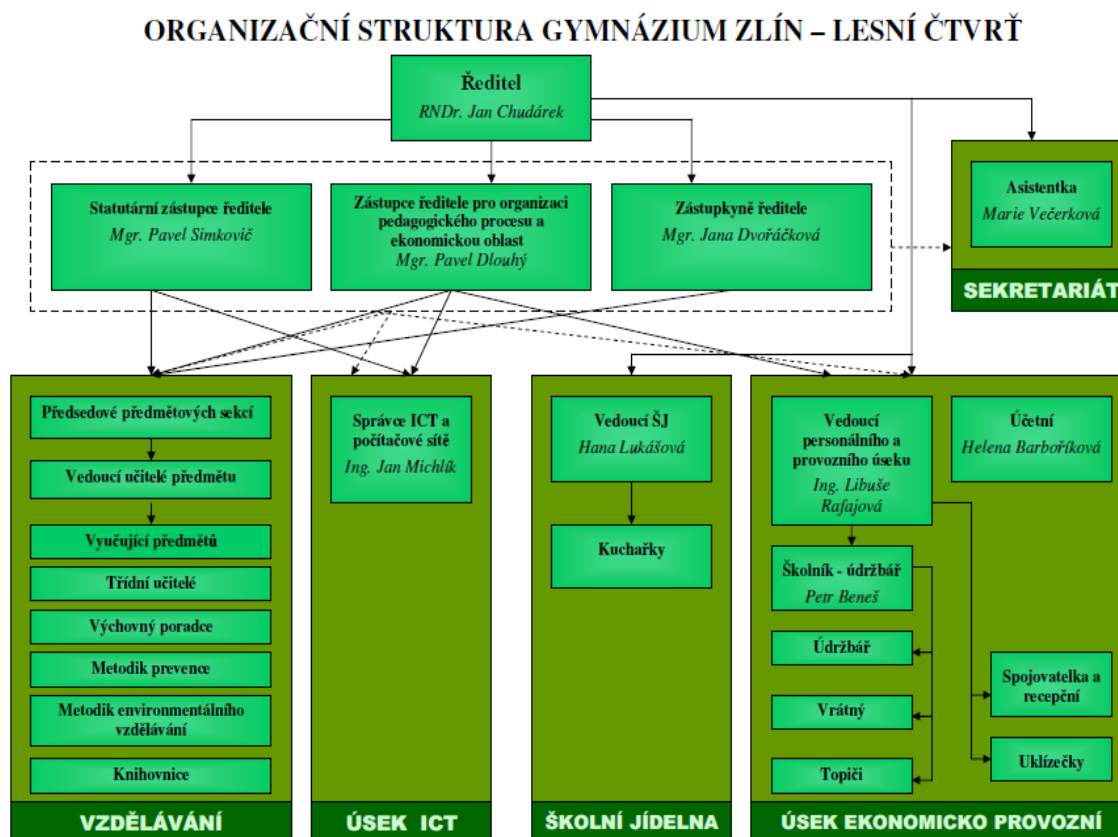 ORGANIZAČNÍ STRUKTURA GYMNÁZIUM ZLÍN – LESNÍ ČTVRŤ
Ředitel
RNDr. Jan Chudárek
Statutární zástupce ředitele
Mgr. Pavel Simkovič
Zástupce ředitele pro organizaci
pedagogického procesu a
ekonomickou oblast
Mgr. Pavel Dlouhý
Zástupkyně ředitele
Mgr. Jana Dvořáčková
Asistentka
Marie Večerková
SEKRETARIÁT
Předsedové předmětových sekcí
Vedoucí učitelé předmětu
Vyučující předmětů
Třídní učitelé
Výchovný poradce
Metodik prevence
Metodik environmentálního
vzdělávání
Knihovnice
VZDĚLÁVÁNÍ
Správce ICT a
počítačové sítě
Ing. Jan Michlík
ÚSEK ICT
Vedoucí ŠJ
Hana Lukášová
Kuchařky
ŠKOLNÍ JÍDELNA
Vedoucí
personálního a
provozního úseku
Ing. Libuše
Rafajová
Účetní
Helena Barboříková
Školník - údržbář
Petr Beneš
Údržbář
Vrátný
Topiči
Spojovatelka a
recepční
Uklízečky
ÚSEK EKONOMICKO PROVOZNÍ